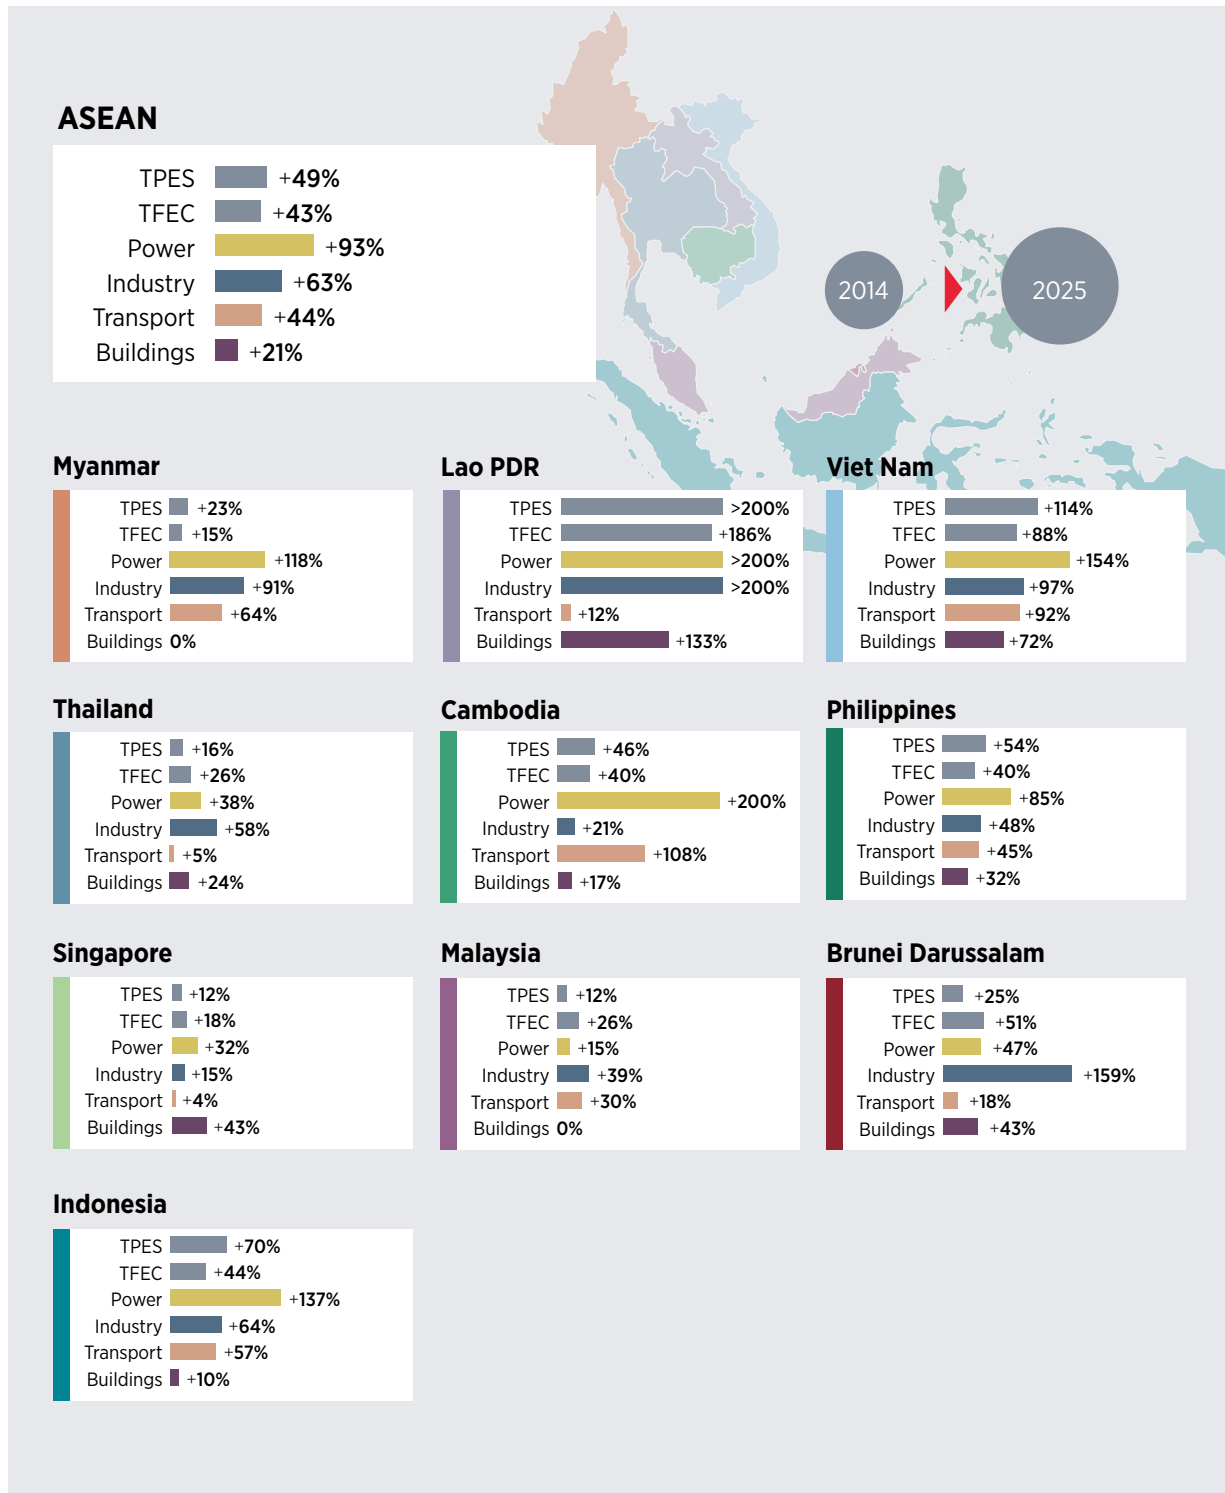 ASEAN
TPES +49%
TFEC +43%
Power +93%
Industry +63%
Transport +44%
Buildings +21%
2014
2025
Myanmar
TPES +23%
TFEC +15%
Power +118%
Industry +91%
Transport +64%
Buildings 0%
Lao PDR
TPES >200%
TFEC +186%
Power >200%
Industry >200%
Transport +12%
Buildings +133%
Viet Nam
TPES +114%
TFEC +88%
Power +154%
Industry +97%
Transport +92%
Buildings +72%
Thailand
TPES +16%
TFEC +26%
Power +38%
Industry +58%
Transport +5%
Buildings +24%
Cambodia
TPES +46%
TFEC +40%
Power +200%
Industry +21%
Transport +108%
Buildings +17%
Philippines
TPES +54%
TFEC +40%
Power +85%
Industry +48%
Transport +45%
Buildings +32%
Singapore
TPES +12%
TFEC +18%
Power +32%
Industry +15%
Transport +4%
Buildings +43%
Malaysia
TPES +12%
TFEC +26%
Power +15%
Industry +39%
Transport +30%
Buildings 0%
Brunei Darussalam
TPES +25%
TFEC +51%
Power +47%
Industry +159%
Transport +18%
Buildings +43%
Indonesia
TPES +70%
TFEC +44%
Power +137%
Industry +64%
Transport +57%
Buildings +10%